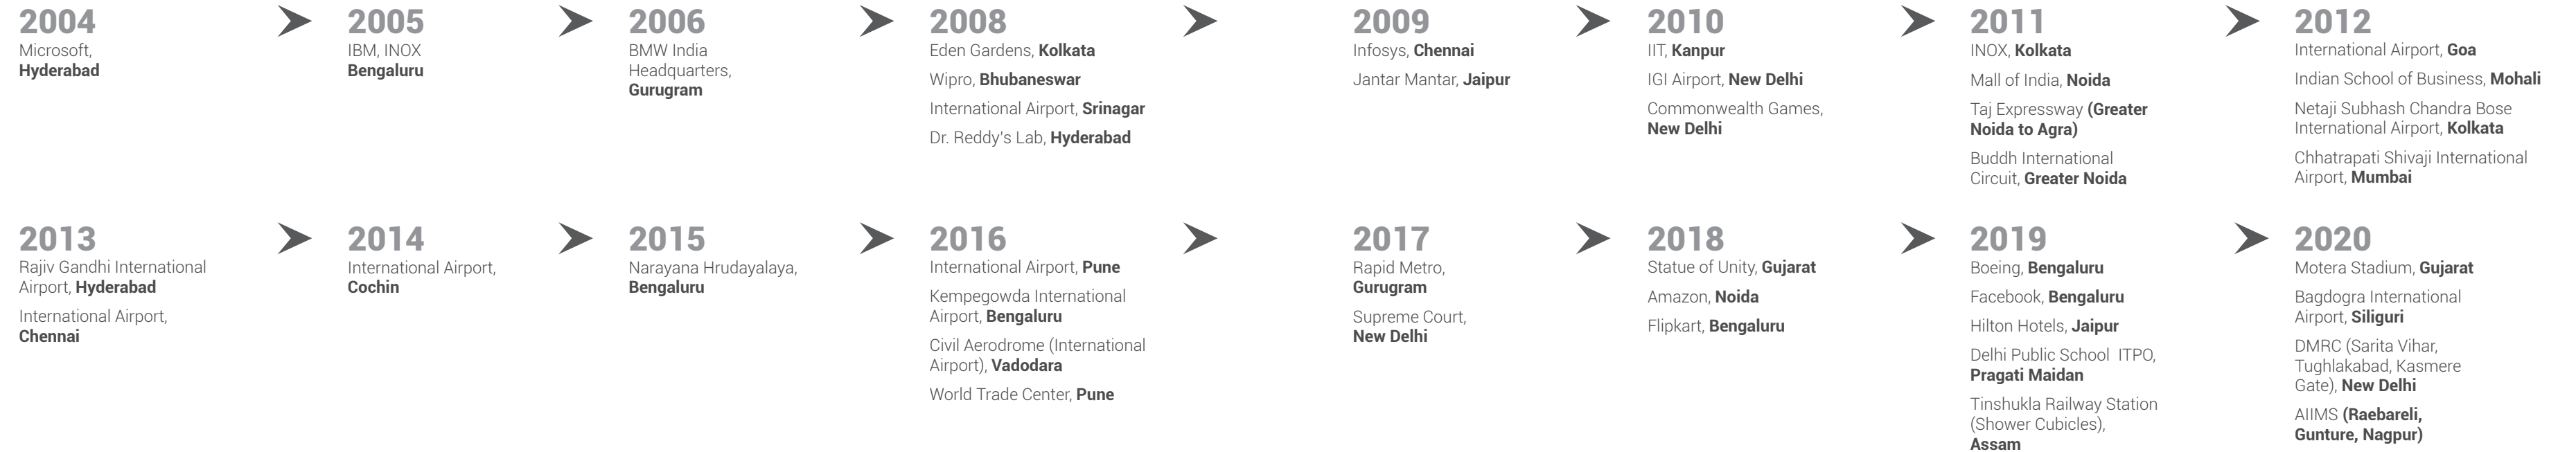 2004
Microsoft,
Hyderabad
2005
IBM, INOX
Bengaluru
2006
BMW India
Headquarters,
Gurugram
2008
Eden Gardens, Kolkata
Wipro, Bhubaneswar
International Airport, Srinagar
Dr. Reddy's Lab, Hyderabad
2009
Infosys, Chennai
Jantar Mantar, Jaipur
2010
IIT, Kanpur
IGI Airport, New Delhi
Commonwealth Games,
New Delhi
2011
INOX, Kolkata
Mall of India, Noida
Taj Expressway (Greater
Noida to Agra)
Buddh International
Circuit, Greater Noida
2012
International Airport, Goa
Indian School of Business, Mohali
Netaji Subhash Chandra Bose
International Airport, Kolkata
Chhatrapati Shivaji International
Airport, Mumbai
2013
Rajiv Gandhi International
Airport, Hyderabad
International Airport,
Chennai
2014
International Airport,
Cochin
2015
Narayana Hrudayalaya,
Bengaluru
2016
International Airport, Pune
Kempegowda International
Airport, Bengaluru
Civil Aerodrome (International
Airport), Vadodara
World Trade Center, Pune
2017
Rapid Metro,
Gurugram
Supreme Court,
New Delhi
2018
Statue of Unity, Gujarat
Amazon, Noida
Flipkart, Bengaluru
2019
Boeing, Bengaluru
Facebook, Bengaluru
Hilton Hotels, Jaipur
Delhi Public School  ITPO,
Pragati Maidan
Tinshukla Railway Station
(Shower Cubicles),
Assam
2020
Motera Stadium, Gujarat
Bagdogra International
Airport, Siliguri
DMRC (Sarita Vihar,
Tughlakabad, Kasmere
Gate), New Delhi
AIIMS (Raebareli,
Gunture, Nagpur)